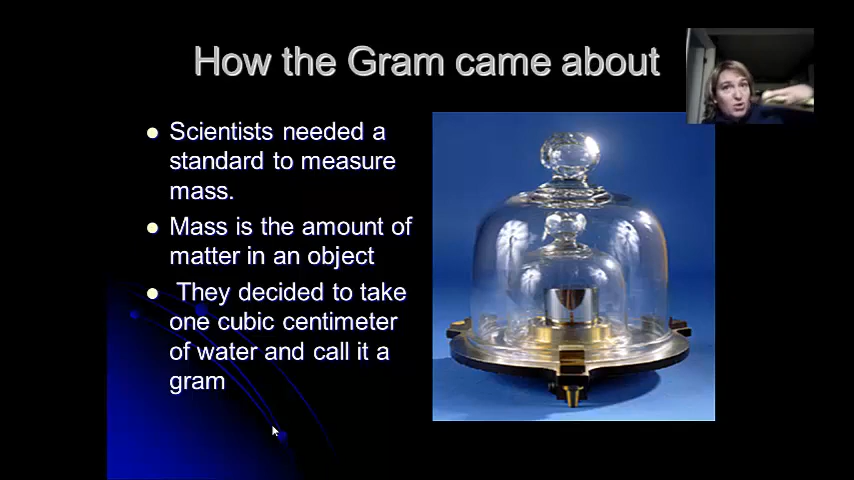 How the Gram came about
Scientists needed a
standard to measure
mass.
Mass is the amount of
matter in an object
They decided to take
one cubic centimeter
of water and call it a
gram